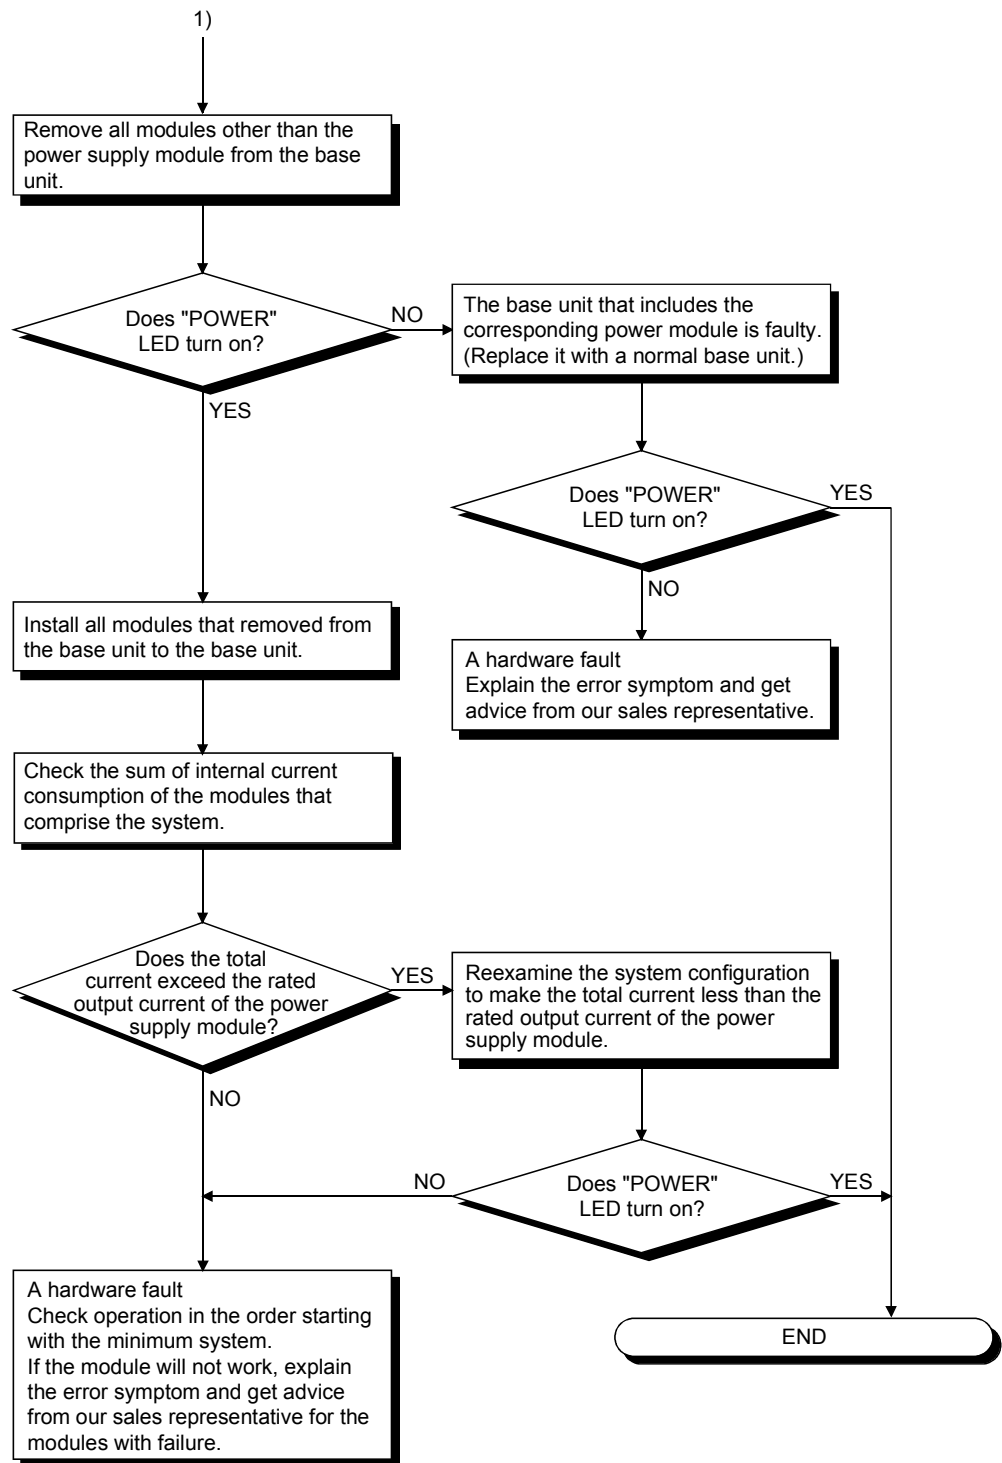 1)
Remove all modules other than the
power supply module from the base
unit.
Does "POWER"
LED turn on?
NO
The base unit that includes the
corresponding power module is faulty.
(Replace it with a normal base unit.)
YES
Does "POWER"
LED turn on?
YES
NO
Install all modules that removed from
the base unit to the base unit.
A hardware fault
Explain the error symptom and get
advice from our sales representative.
Check the sum of internal current
consumption of the modules that
comprise the system.
Does the total
current exceed the rated
output current of the power
supply module?
YES
Reexamine the system configuration
to make the total current less than the
rated output current of the power
supply module.
NO
Does "POWER"
LED turn on?
NO
YES
A hardware fault
Check operation in the order starting
with the minimum system.
If the module will not work, explain
the error symptom and get advice
from our sales representative for the
modules with failure.
END